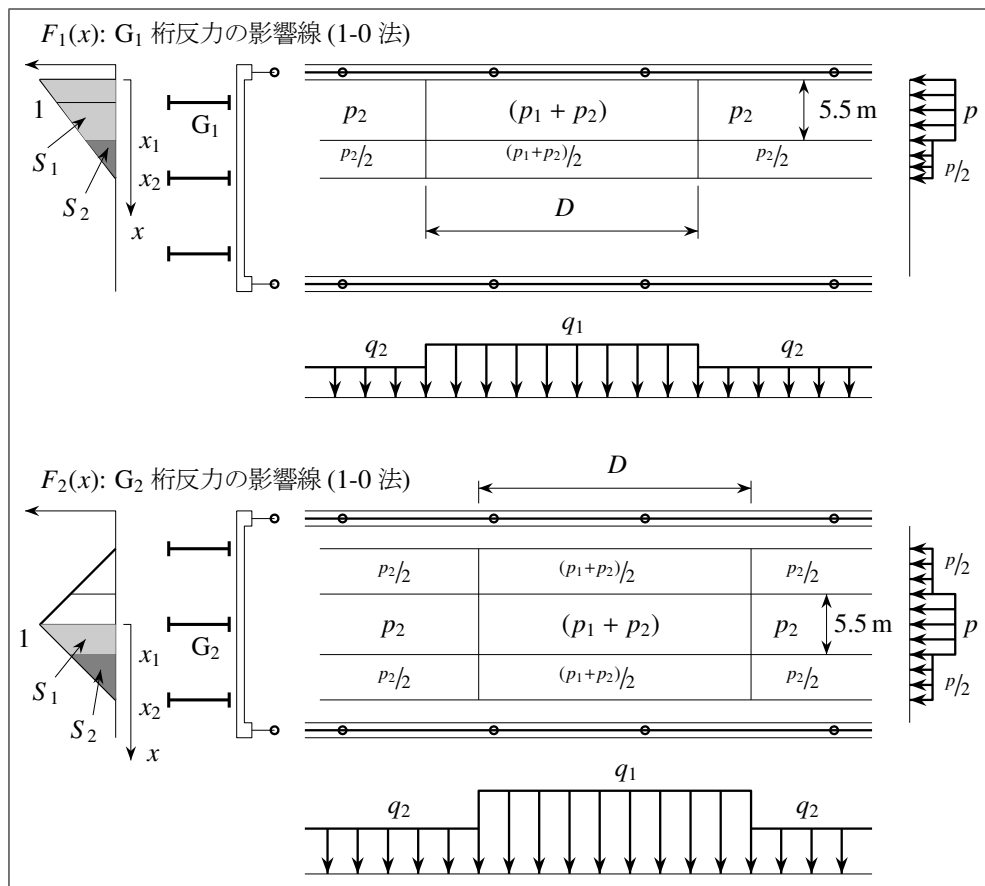 F₁(x): G₁ 桁反力の影響線 (1-0 法)
1
S₁
S₂
x₁
x₂
x
G₁
p₂
(p₁ + p₂)
p₂
5.5 m
p₂/2
(p₁+p₂)/2
p₂/2
D
p
p/2
q₂
q₁
q₂
F₂(x): G₂ 桁反力の影響線 (1-0 法)
D
1
S₁
S₂
x₁
x₂
x
G₂
p₂/2
(p₁+p₂)/2
p₂/2
p₂
(p₁ + p₂)
p₂
5.5 m
p₂/2
(p₁+p₂)/2
p₂/2
p/2
p
p/2
q₂
q₁
q₂